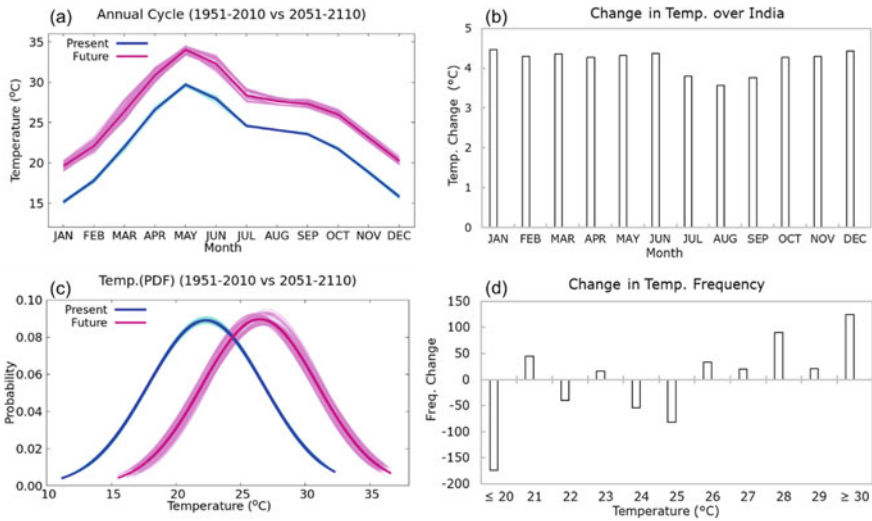 (a) Annual Cycle (1951-2010 vs 2051-2110)
Present
Future
35
30
25
20
15
Temperature (⁰C)
JAN FEB MAR APR MAY JUN JUL AUG SEP OCT NOV DEC
Month
(b) Change in Temp. over India
5
4
3
2
1
0
Temp. Change (°C)
JAN FEB MAR APR MAY JUN JUL AUG SEP OCT NOV DEC
Month
(c) Temp.(PDF) (1951-2010 vs 2051-2110)
Present
Future
0.10
0.08
0.06
0.04
0.02
0.00
Probability
10 15 20 25 30 35
Temperature (⁰C)
(d) Change in Temp. Frequency
150
100
50
0
-50
-100
-150
-200
Freq. Change
≤ 20 21 22 23 24 25 26 27 28 29 ≥ 30
Temperature (°C)